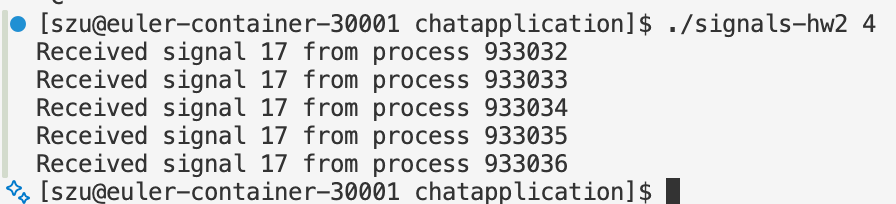 [szu@euler-container-30001 chatapplication]$ ./signals-hw2 4
Received signal 17 from process 933032
Received signal 17 from process 933033
Received signal 17 from process 933034
Received signal 17 from process 933035
Received signal 17 from process 933036
[szu@euler-container-30001 chatapplication]$